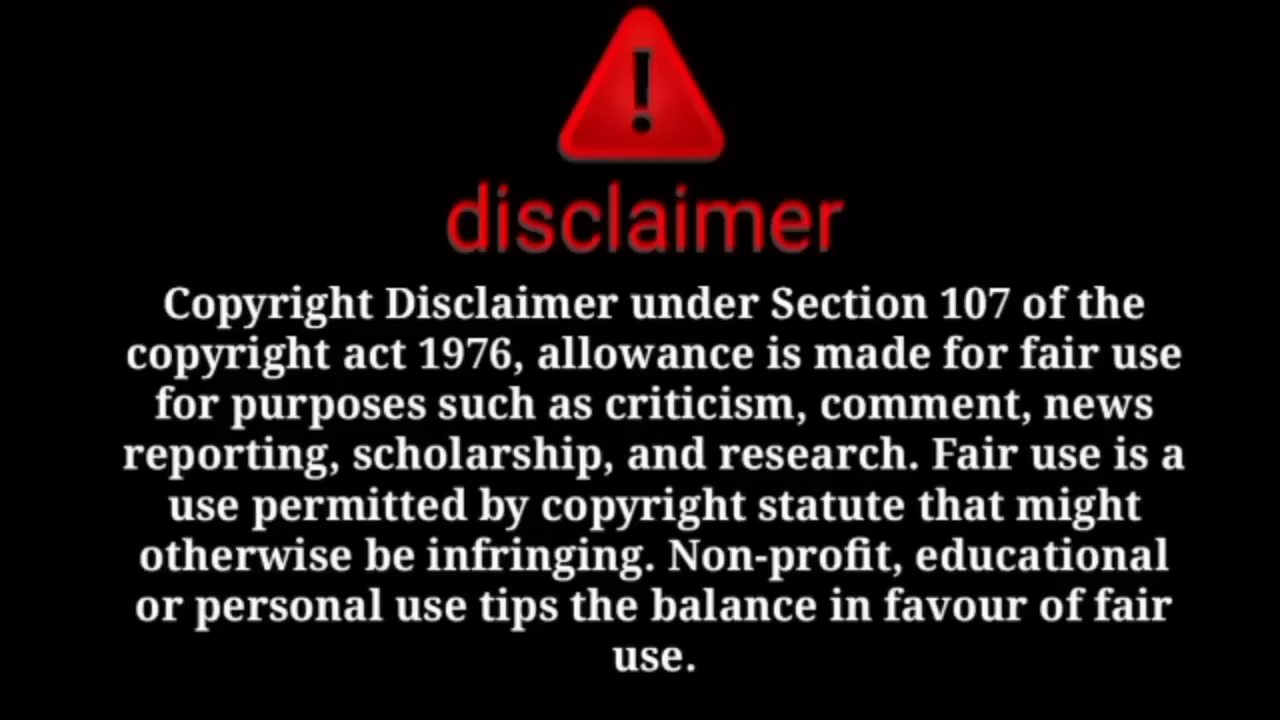 !
disclaimer
Copyright Disclaimer under Section 107 of the
copyright act 1976, allowance is made for fair use
for purposes such as criticism, comment, news
reporting, scholarship, and research. Fair use is a
use permitted by copyright statute that might
otherwise be infringing. Non-profit, educational
or personal use tips the balance in favour of fair
use.